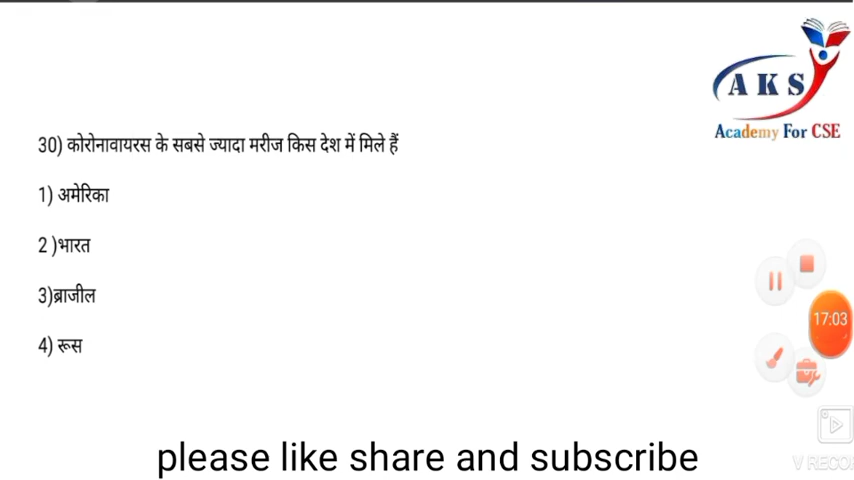 AKS
Academy For CSE
30) कोरोनावायरस के सबसे ज्यादा मरीज किस देश में मिले हैं
1) अमेरिका
2 )भारत
3)ब्राजील
4) रूस
17:03
please like share and subscribe
V RECO